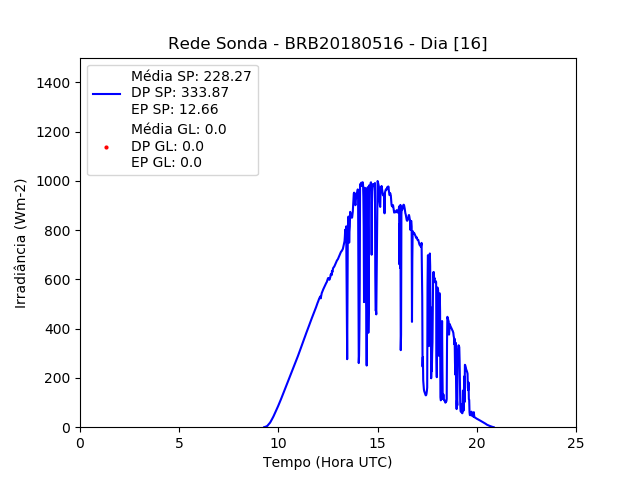 Rede Sonda - BRB20180516 - Dia [16]
Média SP: 228.27
DP SP: 333.87
EP SP: 12.66
Média GL: 0.0
DP GL: 0.0
EP GL: 0.0
Irradiância (Wm-2)
1400
1200
1000
800
600
400
200
0
0 5 10 15 20 25
Tempo (Hora UTC)